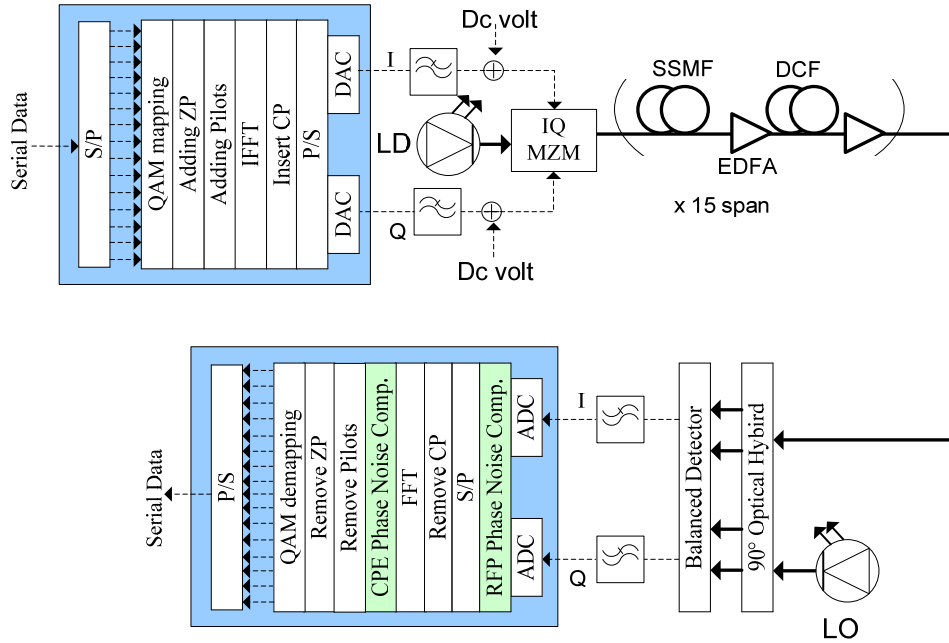 Dc volt
Serial Data
S/P
QAM mapping
Adding ZP
Adding Pilots
IFFT
Insert CP
P/S
DAC
DAC
I
Q
LD
IQ
MZM
Dc volt
SSMF
DCF
EDFA
x 15 span
Serial Data
P/S
QAM demapping
Remove ZP
Remove Pilots
CPE Phase Noise Comp.
FFT
Remove CP
S/P
RFP Phase Noise Comp.
ADC
ADC
I
Q
Balanced Detector
90° Optical Hybird
LO